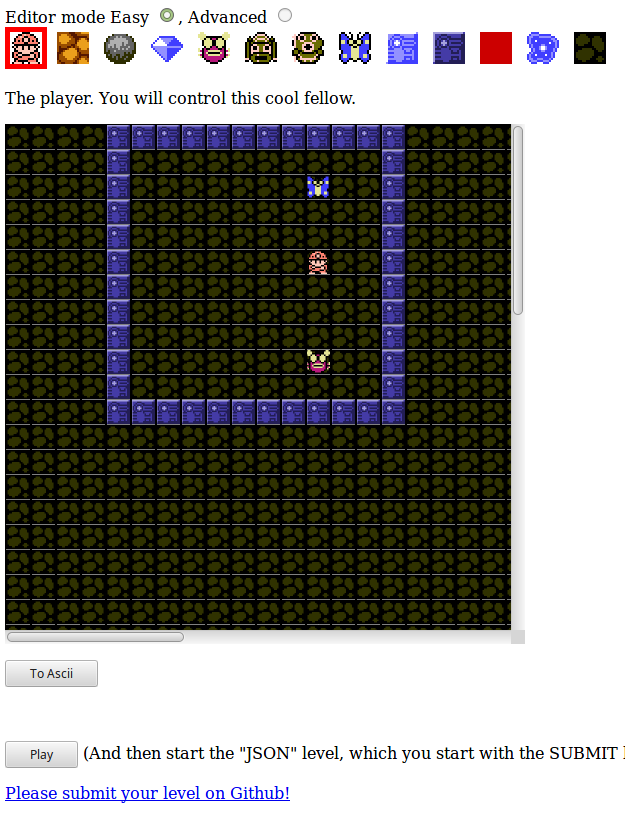 Editor mode Easy , Advanced
The player. You will control this cool fellow.
To Ascii
Play (And then start the "JSON" level, which you start with the SUBMIT
Please submit your level on Github!